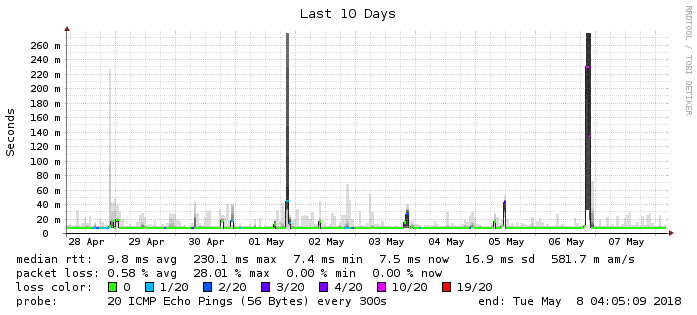 Last 10 Days
RRDTOOL / TOBI OETIKER
Seconds
260 m
240 m
220 m
200 m
180 m
160 m
140 m
120 m
100 m
80 m
60 m
40 m
20 m
0
28 Apr 29 Apr 30 Apr 01 May 02 May 03 May 04 May 05 May 06 May 07 May
median rtt: 9.8 ms avg 230.1 ms max 7.4 ms min 7.5 ms now 16.9 ms sd 581.7 m am/s
packet loss: 0.58 % avg 28.01 % max 0.00 % min 0.00 % now
loss color: 0 1/20 2/20 3/20 4/20 10/20 19/20
probe: 20 ICMP Echo Pings (56 Bytes) every 300s end: Tue May 8 04:05:09 2018